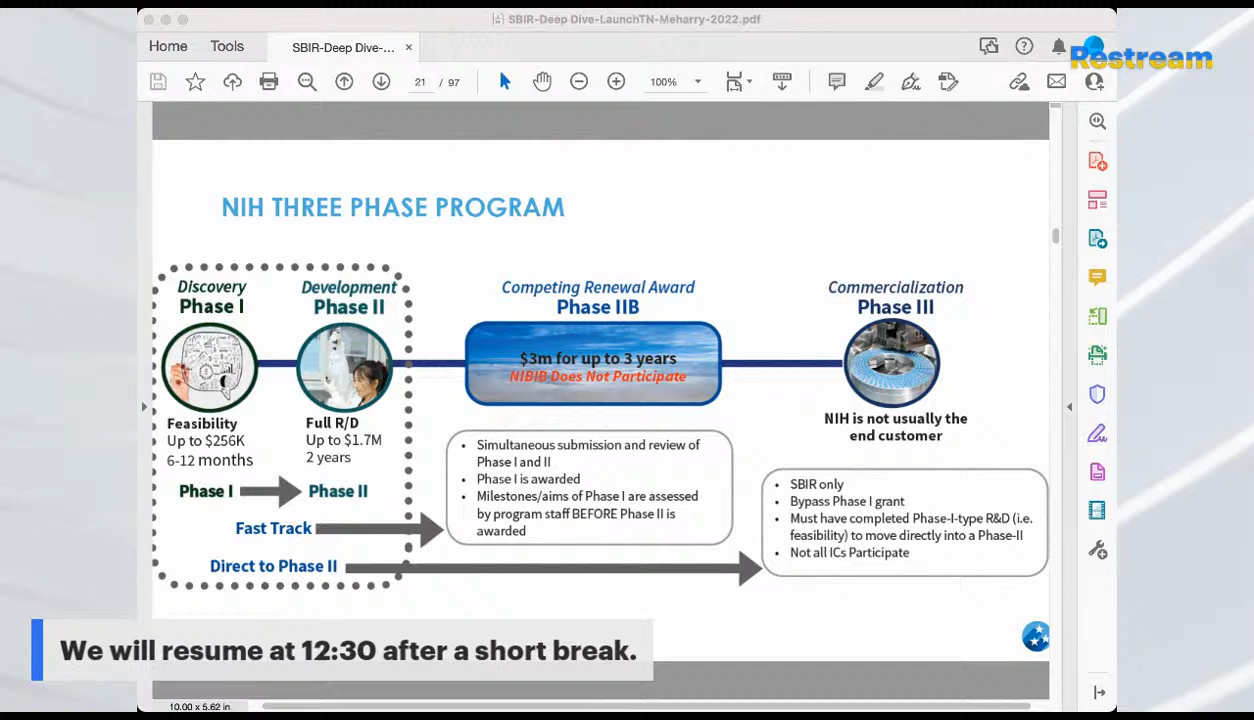 SBIR-Deep Dive-LaunchTN-Meharry-2022.pdf
Home
Tools
SBIR-Deep Dive-...
×
Restream
21 / 97
100%
NIH THREE PHASE PROGRAM
Discovery
Phase I
Development
Phase II
Competing Renewal Award
Phase IIB
Commercialization
Phase III
$3m for up to 3 years
NIBIB Does Not Participate
Feasibility
Up to $256K
6-12 months
Full R/D
Up to $1.7M
2 years
NIH is not usually the
end customer
Phase I
Phase II
Fast Track
Direct to Phase II
• Simultaneous submission and review of
Phase I and II
• Phase I is awarded
• Milestones/aims of Phase I are assessed
by program staff BEFORE Phase II is
awarded
• SBIR only
• Bypass Phase I grant
• Must have completed Phase-I-type R&D (i.e.
feasibility) to move directly into a Phase-II
• Not all ICs Participate
We will resume at 12:30 after a short break.
10.00 x 5.62 in